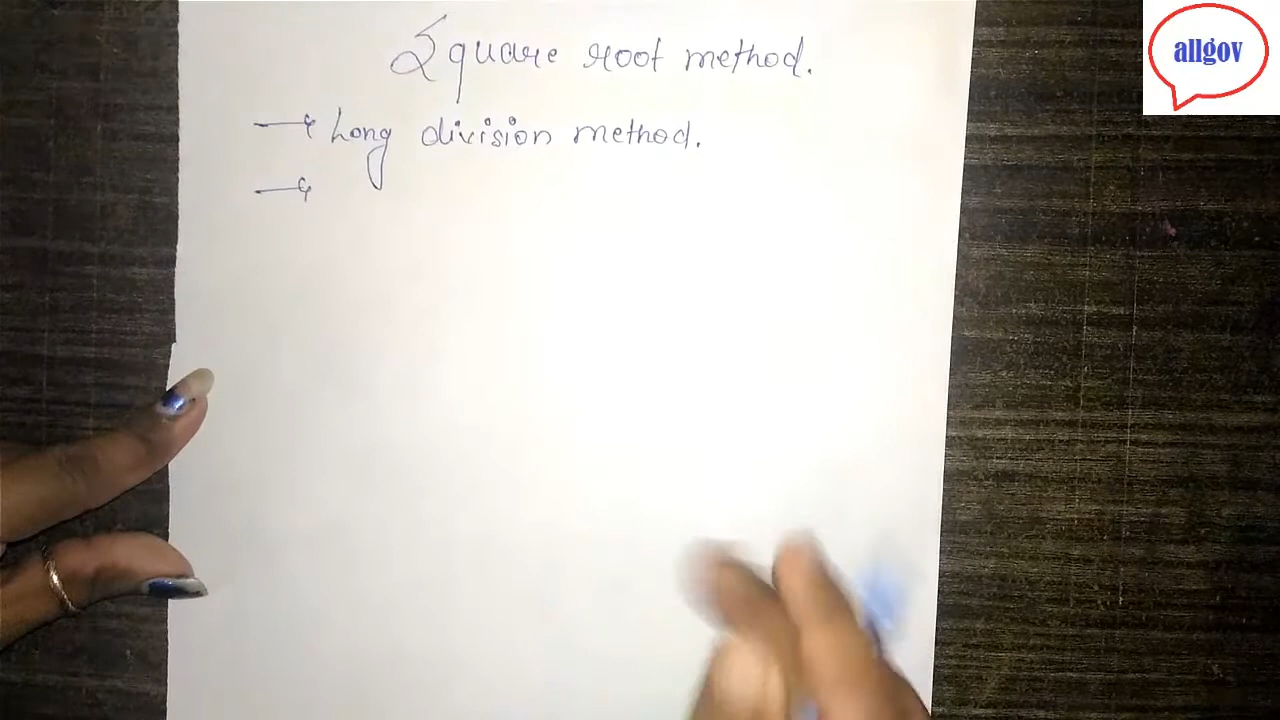 Square root method.
→ Long division method.
→
allgov